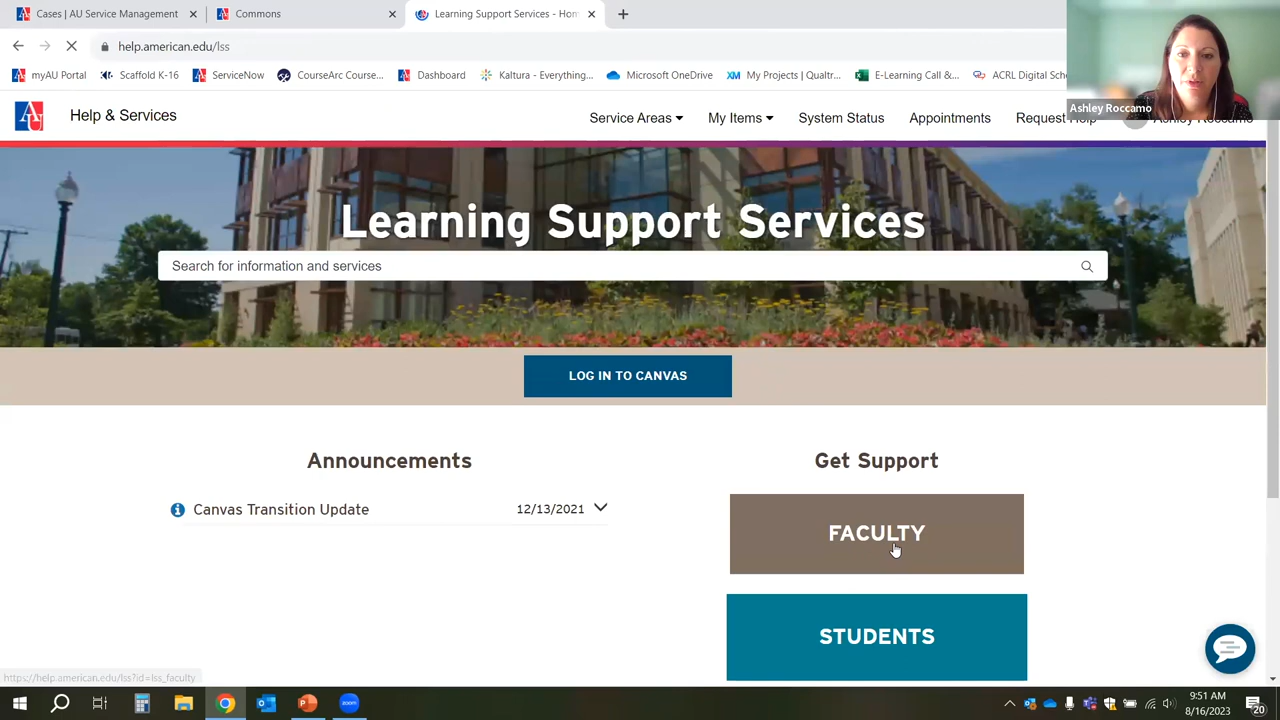 Cases | AU Service Management
Commons
Learning Support Services - Hom
help.american.edu/lss
myAU Portal
Scaffold K-16
ServiceNow
CourseArc Course...
Dashboard
Kaltura - Everything...
Microsoft OneDrive
My Projects | Qualtr...
E-Learning Call &...
ACRL Digital Sch
Ashley Roccamo
AU
Help & Services
Service Areas
My Items
System Status
Appointments
Request Help
Ashley Roccamo
Learning Support Services
Search for information and services
LOG IN TO CANVAS
Announcements
Get Support
Canvas Transition Update
12/13/2021
FACULTY
STUDENTS
https://help.american.edu/lss?id=lss_faculty
9:51 AM
8/16/2023
20